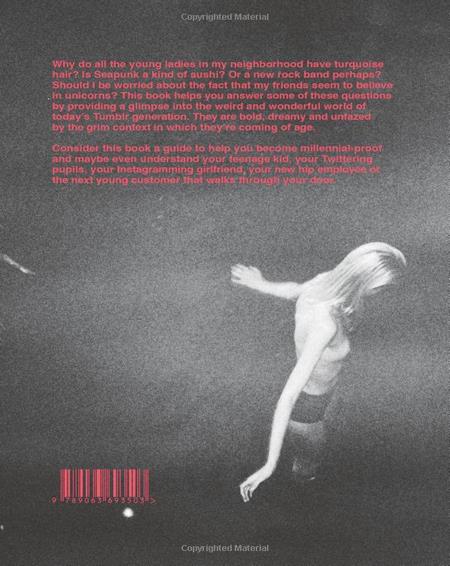 Copyrighted Material
Why do all the young ladies in my neighborhood have turquoise
hair? Is Seapunk a kind of sushi? Or a new rock band perhaps?
Should I be worried about the fact that my friends seem to believe
in unicorns? This book helps you answer some of these questions
by providing a glimpse into the weird and wonderful world of
today's Tumblr generation. They are bold, dreamy and unfazed
by the grim context in which they're coming of age.
Consider this book a guide to help you become millennial-proof
and maybe even understand your teenage kid, your Twittering
pupils, your Instagramming girlfriend, your new hip employee or
the next young customer that walks through your door.
9 789063 693503 >
Copyrighted Material